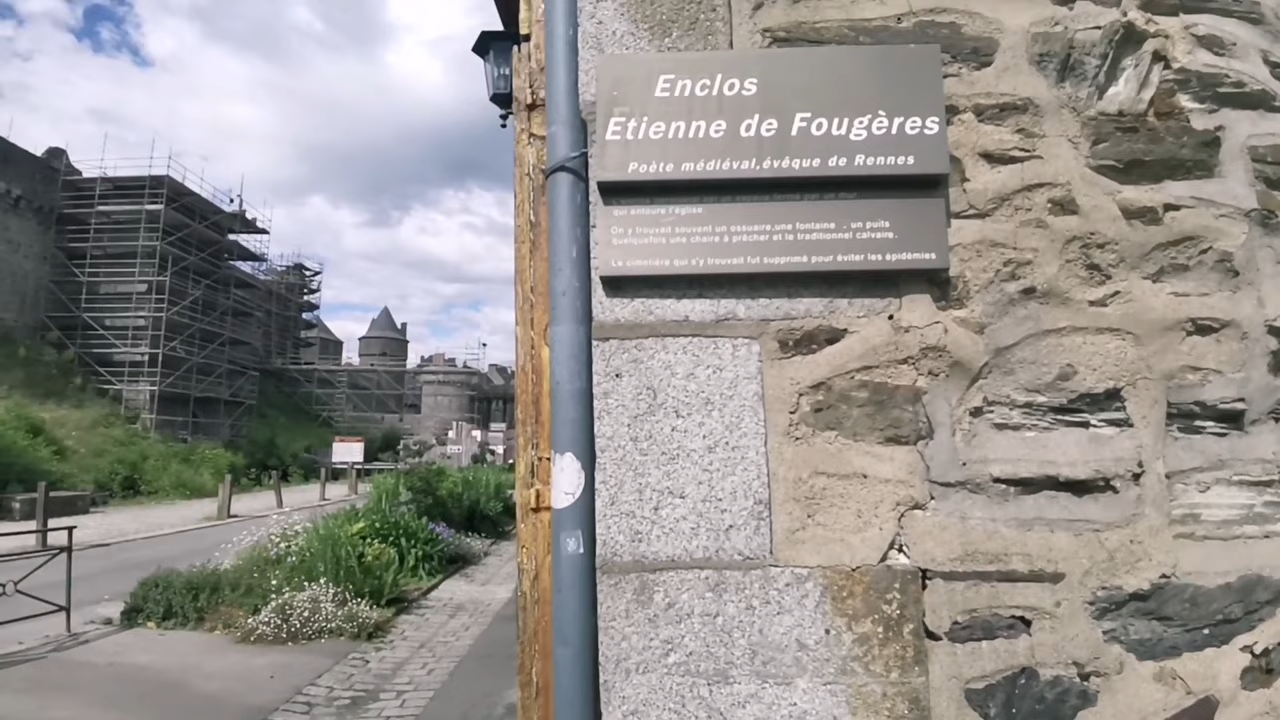 Enclos
Etienne de Fougères
Poète médiéval,évêque de Rennes
qui entoure l'église
On y trouvait souvent un ossuaire,une fontaine , un puits
quelquefois une chaire à prêcher et le traditionnel calvaire.
Le cimetière qui s'y trouvait fut supprimé pour éviter les épidémies